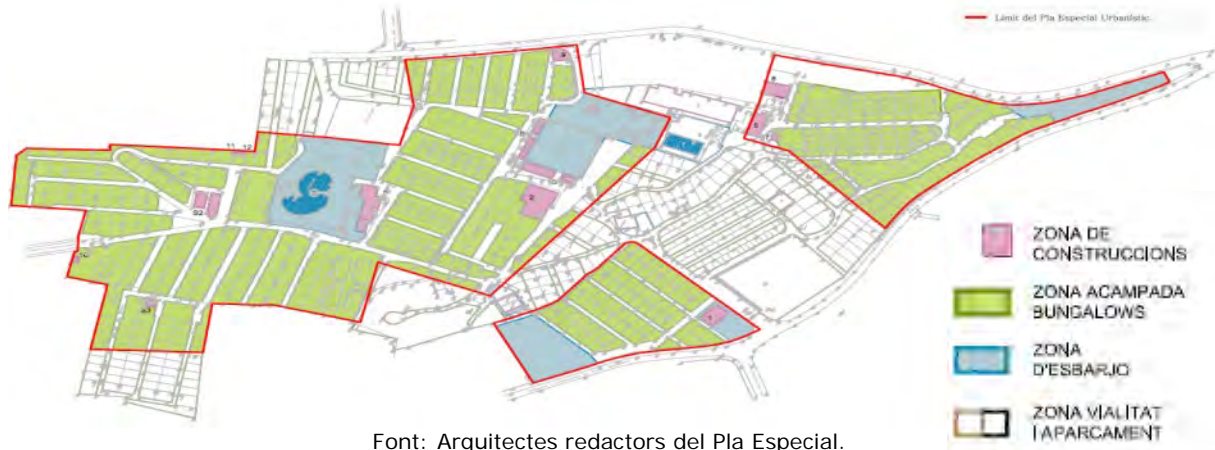 Límit del Pla Especial Urbanístic.
ZONA DE
CONSTRUCCIONS
ZONA ACAMPADA
BUNGALOWS
ZONA
D'ESBARJO
ZONA VIALITAT
I APARCAMENT
Font: Arquitectes redactors del Pla Especial.